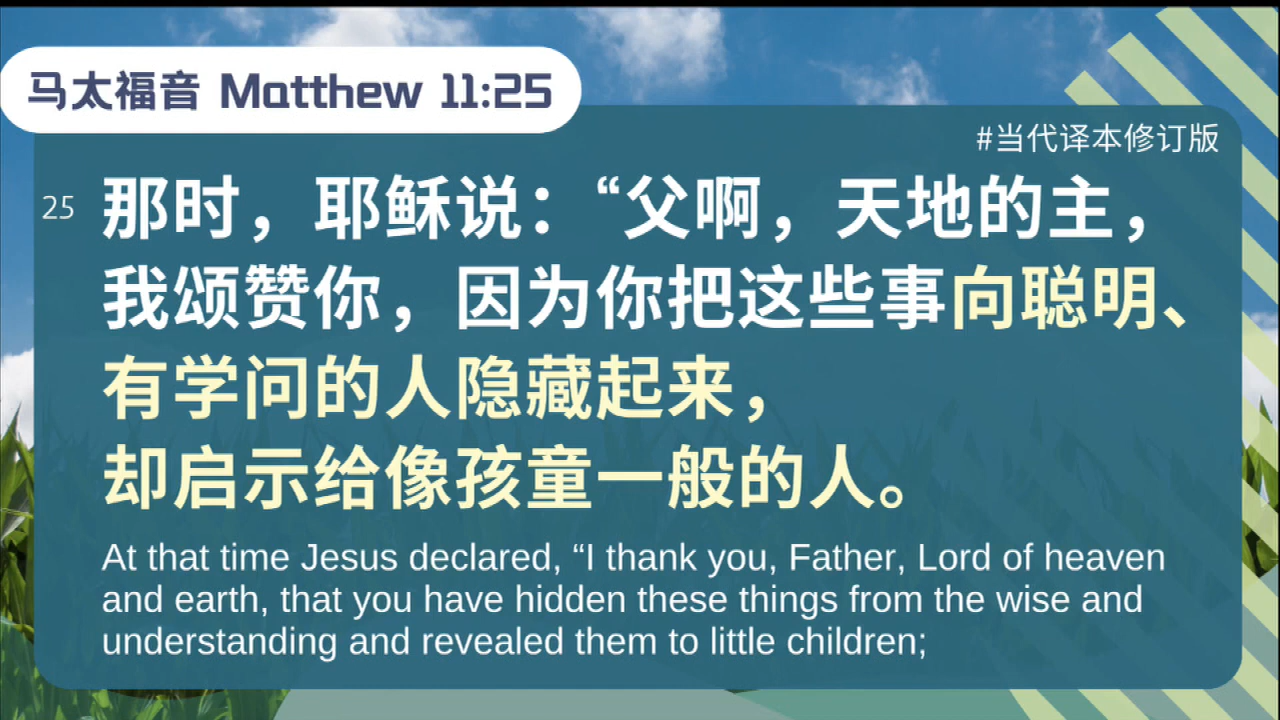 马太福音 Matthew 11:25
#当代译本修订版
25 那时，耶稣说：“父啊，天地的主，
我颂赞你，因为你把这些事向聪明、
有学问的人隐藏起来，
却启示给像孩童一般的人。
At that time Jesus declared, “I thank you, Father, Lord of heaven
and earth, that you have hidden these things from the wise and
understanding and revealed them to little children;